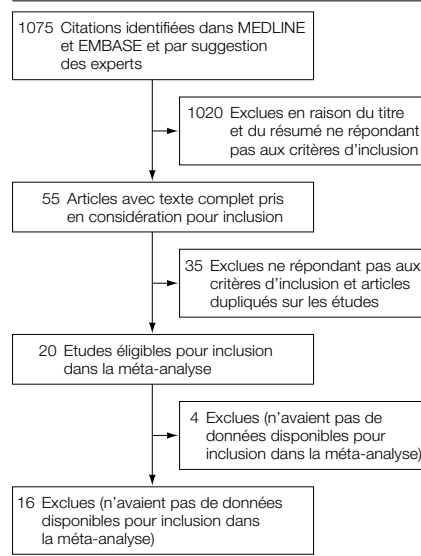 1075 Citations identifiées dans MEDLINE
et EMBASE et par suggestion
des experts
1020 Exclues en raison du titre
et du résumé ne répondant
pas aux critères d'inclusion
55 Articles avec texte complet pris
en considération pour inclusion
35 Exclues ne répondant pas aux
critères d'inclusion et articles
dupliqués sur les études
20 Etudes éligibles pour inclusion
dans la méta-analyse
4 Exclues (n'avaient pas de
données disponibles pour
inclusion dans la méta-analyse)
16 Exclues (n'avaient pas de données
disponibles pour inclusion dans
la méta-analyse)